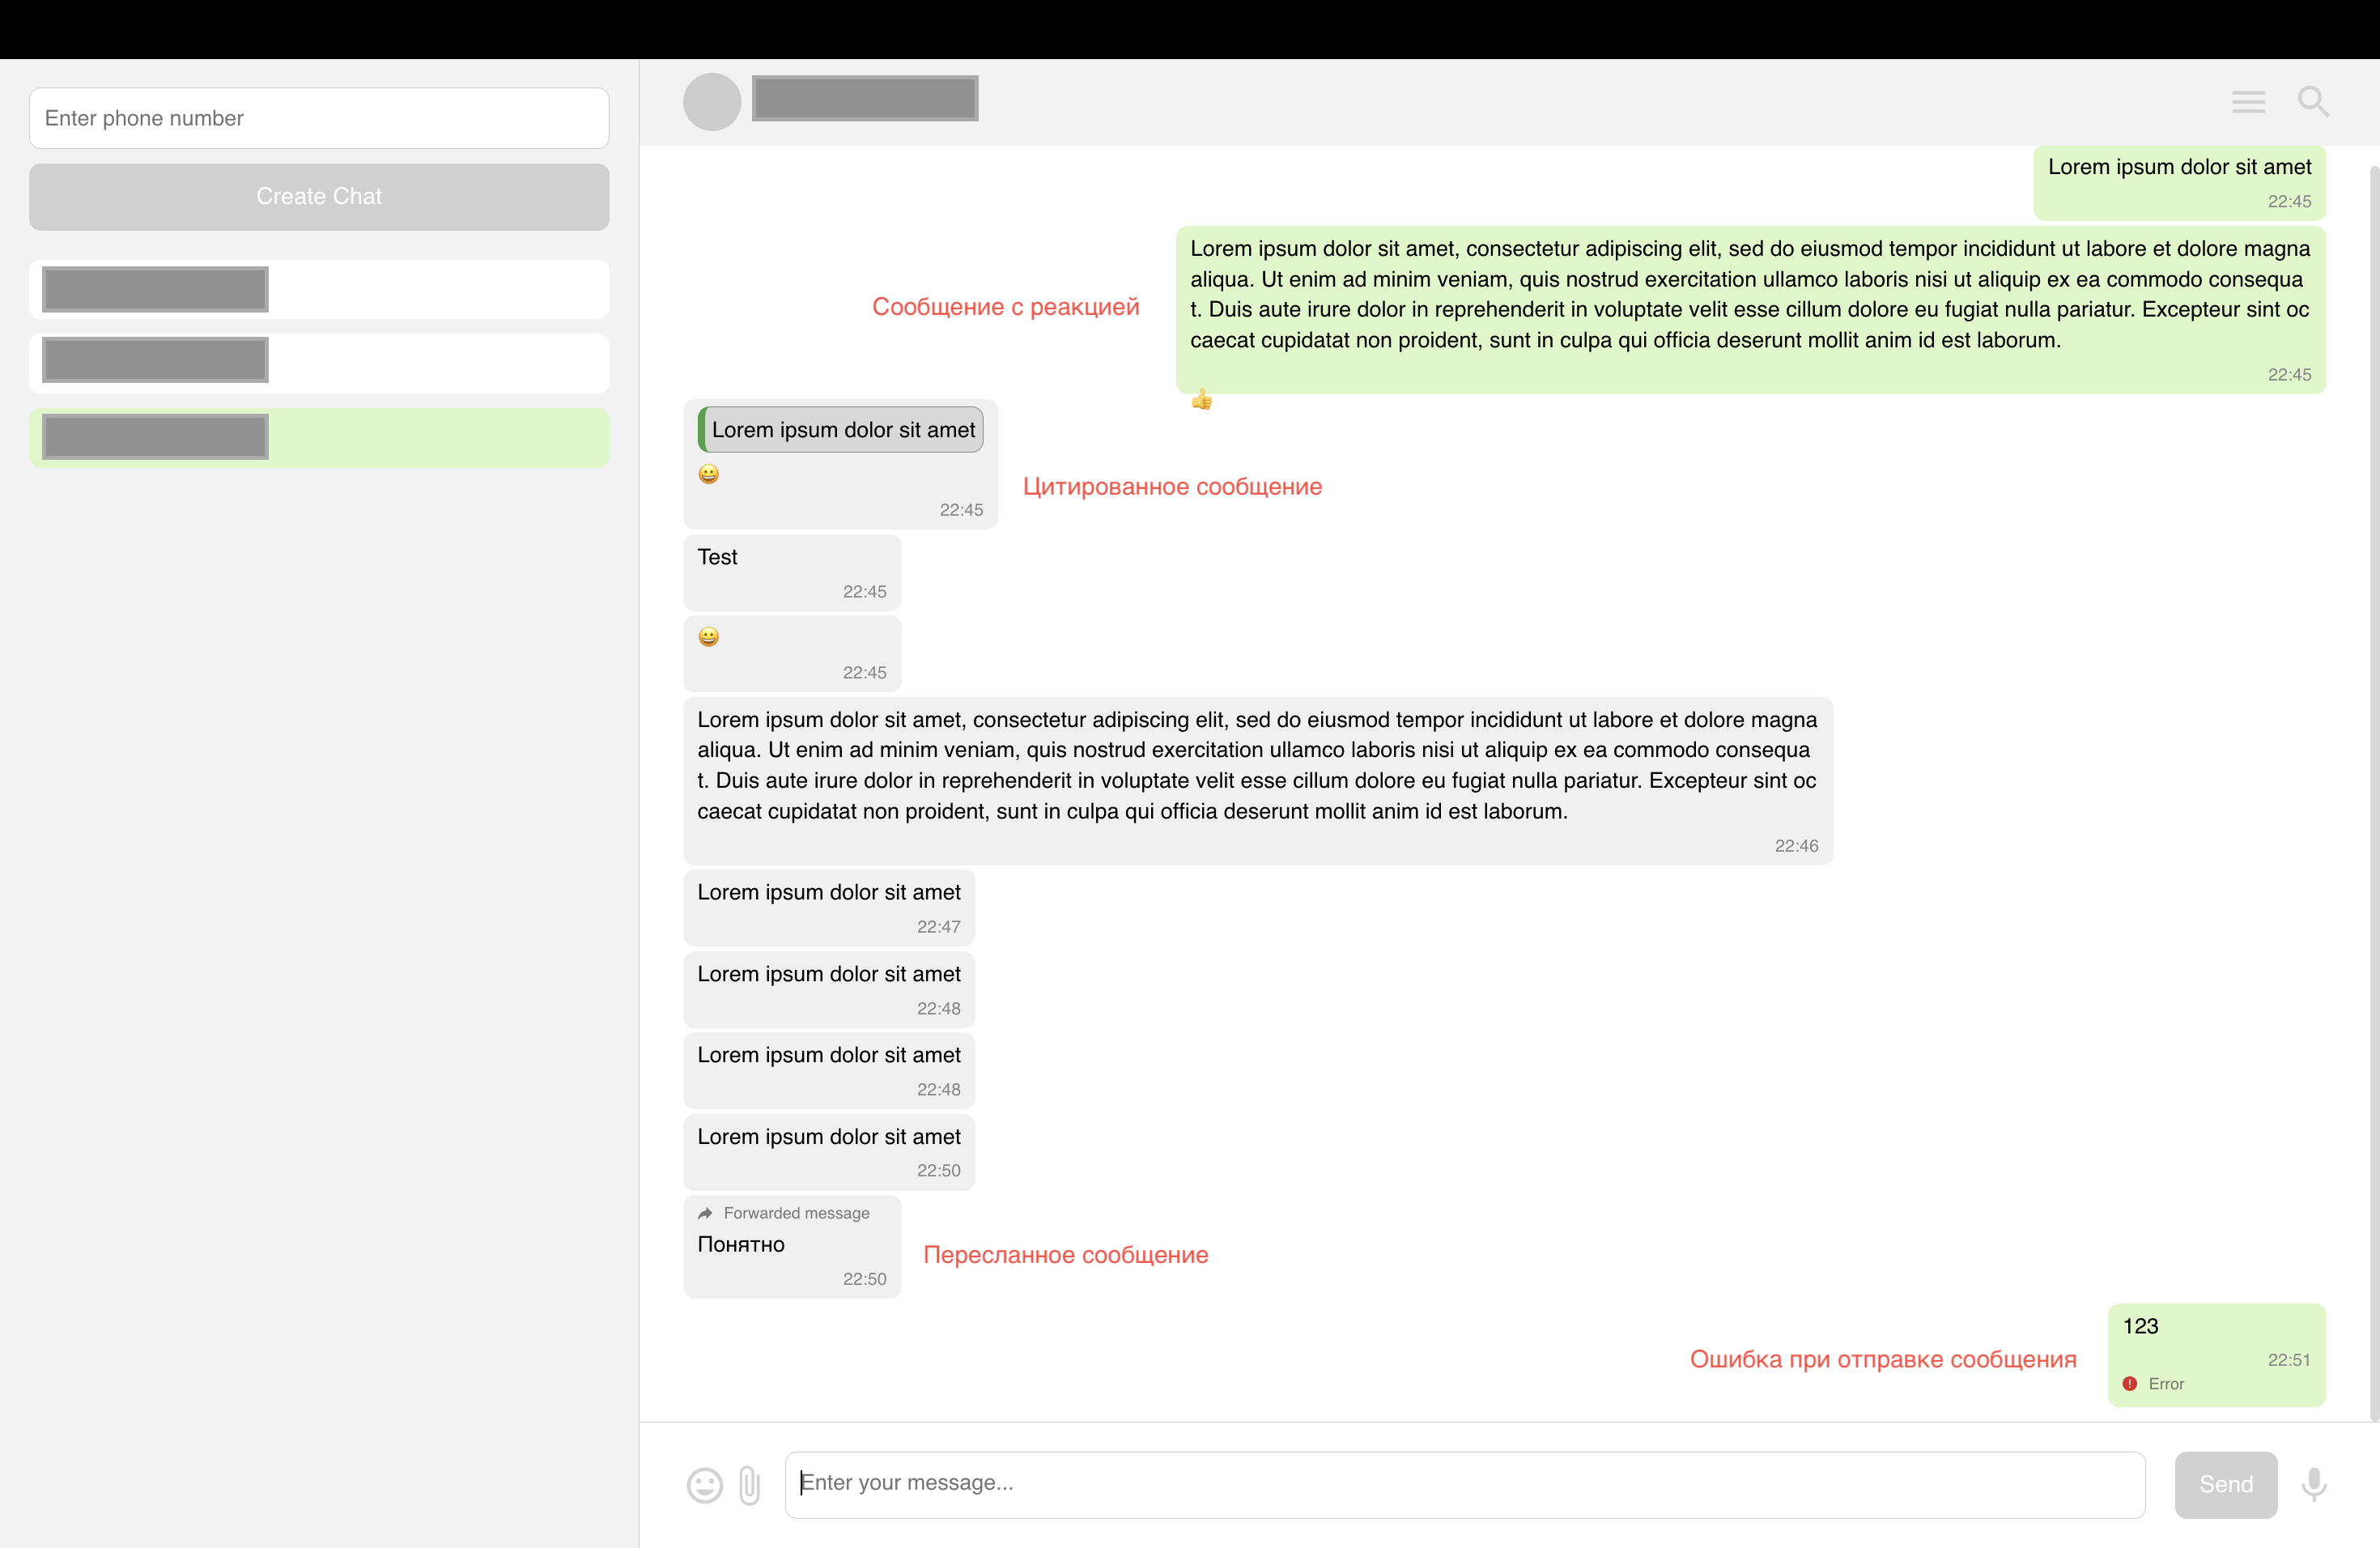 Enter phone number
Create Chat
Lorem ipsum dolor sit amet
22:45
Lorem ipsum dolor sit amet, consectetur adipiscing elit, sed do eiusmod tempor incididunt ut labore et dolore magna
aliqua. Ut enim ad minim veniam, quis nostrud exercitation ullamco laboris nisi ut aliquip ex ea commodo consequa
t. Duis aute irure dolor in reprehenderit in voluptate velit esse cillum dolore eu fugiat nulla pariatur. Excepteur sint oc
caecat cupidatat non proident, sunt in culpa qui officia deserunt mollit anim id est laborum.
22:45
👍
Сообщение с реакцией
Lorem ipsum dolor sit amet
😀
22:45
Цитированное сообщение
Test
22:45
😀
22:45
Lorem ipsum dolor sit amet, consectetur adipiscing elit, sed do eiusmod tempor incididunt ut labore et dolore magna
aliqua. Ut enim ad minim veniam, quis nostrud exercitation ullamco laboris nisi ut aliquip ex ea commodo consequa
t. Duis aute irure dolor in reprehenderit in voluptate velit esse cillum dolore eu fugiat nulla pariatur. Excepteur sint oc
caecat cupidatat non proident, sunt in culpa qui officia deserunt mollit anim id est laborum.
22:46
Lorem ipsum dolor sit amet
22:47
Lorem ipsum dolor sit amet
22:48
Lorem ipsum dolor sit amet
22:48
Lorem ipsum dolor sit amet
22:50
Forwarded message
Понятно
22:50
Пересланное сообщение
123
22:51
Error
Ошибка при отправке сообщения
Enter your message...
Send